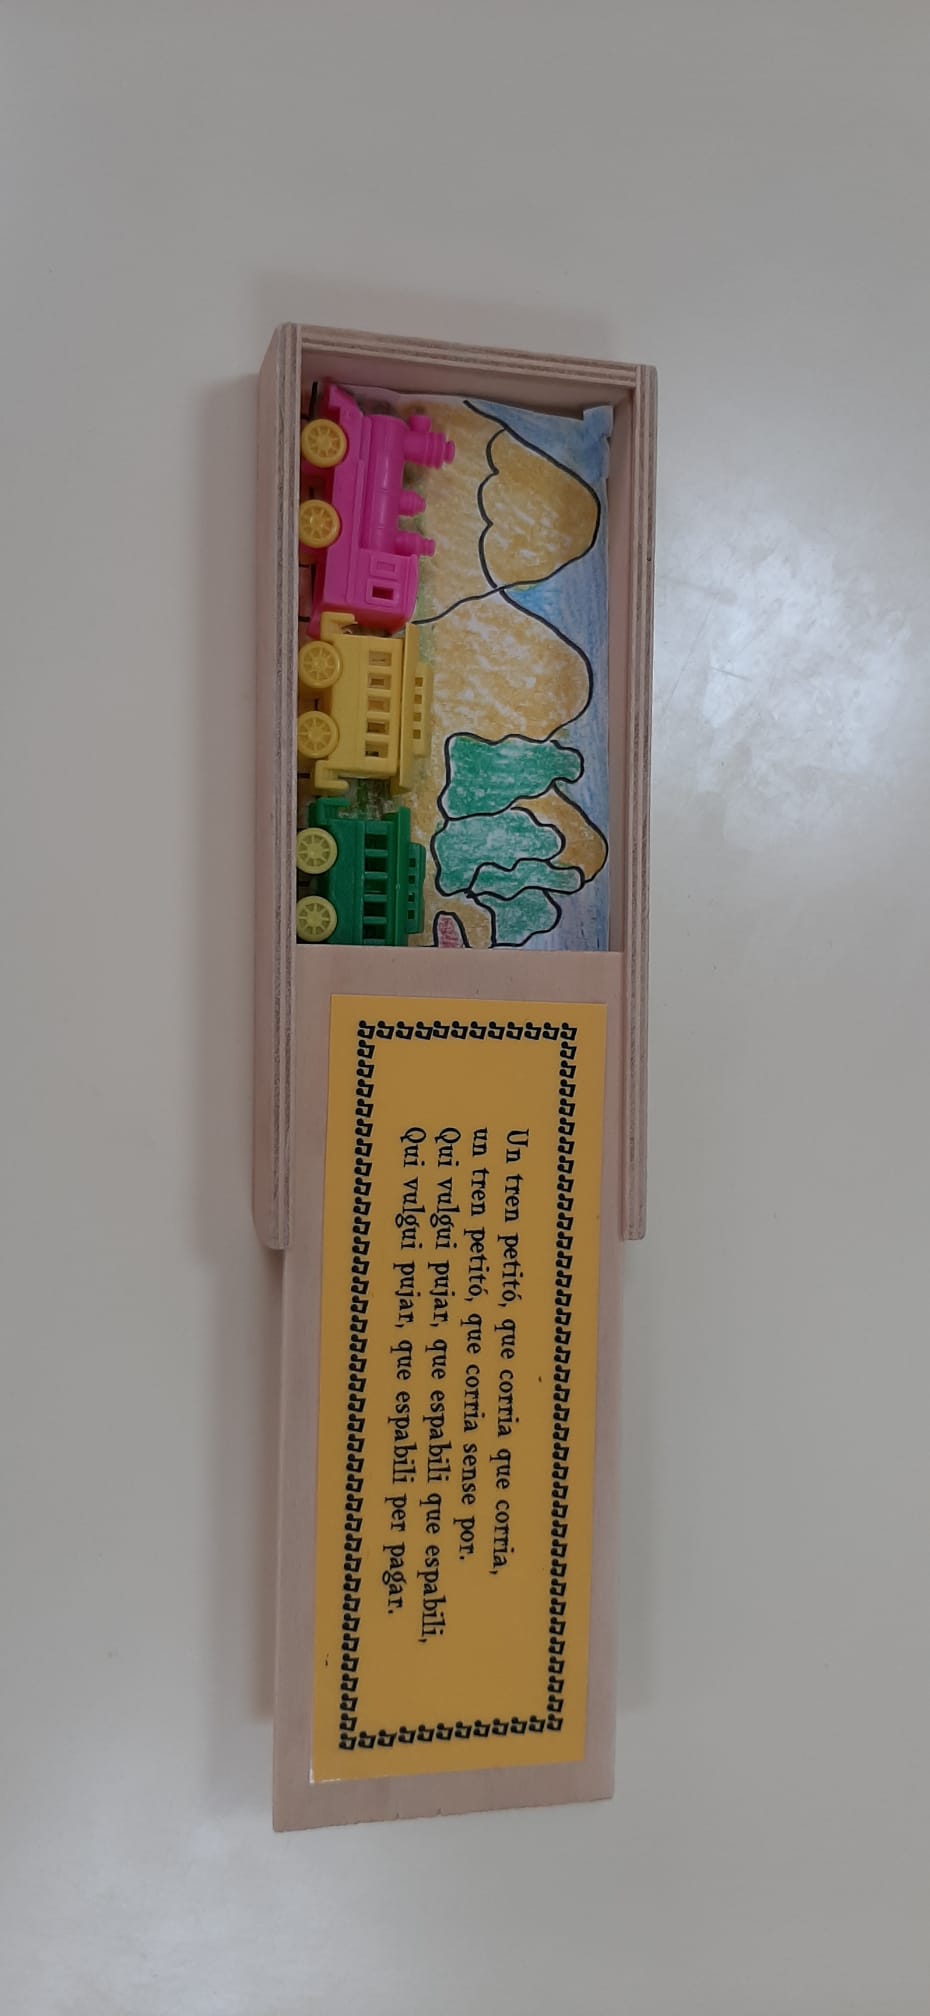 Un tren petitó, que corria que corria,
un tren petitó, que corria sense por.
Qui vulgui pujar, que espabili que espabili,
Qui vulgui pujar, que espabili per pagar.